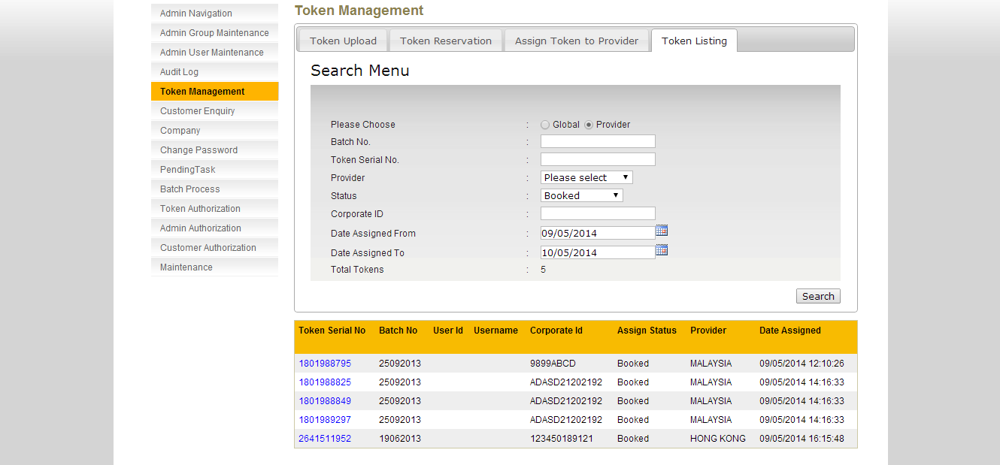 Admin Navigation
Admin Group Maintenance
Admin User Maintenance
Audit Log
Token Management
Customer Enquiry
Company
Change Password
PendingTask
Batch Process
Token Authorization
Admin Authorization
Customer Authorization
Maintenance
Token Management
Token Upload Token Reservation Assign Token to Provider Token Listing
Search Menu
Please Choose : Global Provider
Batch No. :
Token Serial No. :
Provider : Please select
Status : Booked
Corporate ID :
Date Assigned From : 09/05/2014
Date Assigned To : 10/05/2014
Total Tokens : 5
Search
Token Serial No Batch No User Id Username Corporate Id Assign Status Provider Date Assigned
1801988795 25092013 9899ABCD Booked MALAYSIA 09/05/2014 12:10:26
1801988825 25092013 ADASD21202192 Booked MALAYSIA 09/05/2014 14:16:33
1801988849 25092013 ADASD21202192 Booked MALAYSIA 09/05/2014 14:16:33
1801989297 25092013 ADASD21202192 Booked MALAYSIA 09/05/2014 14:16:33
2641511952 19062013 123450189121 Booked HONG KONG 09/05/2014 16:15:48